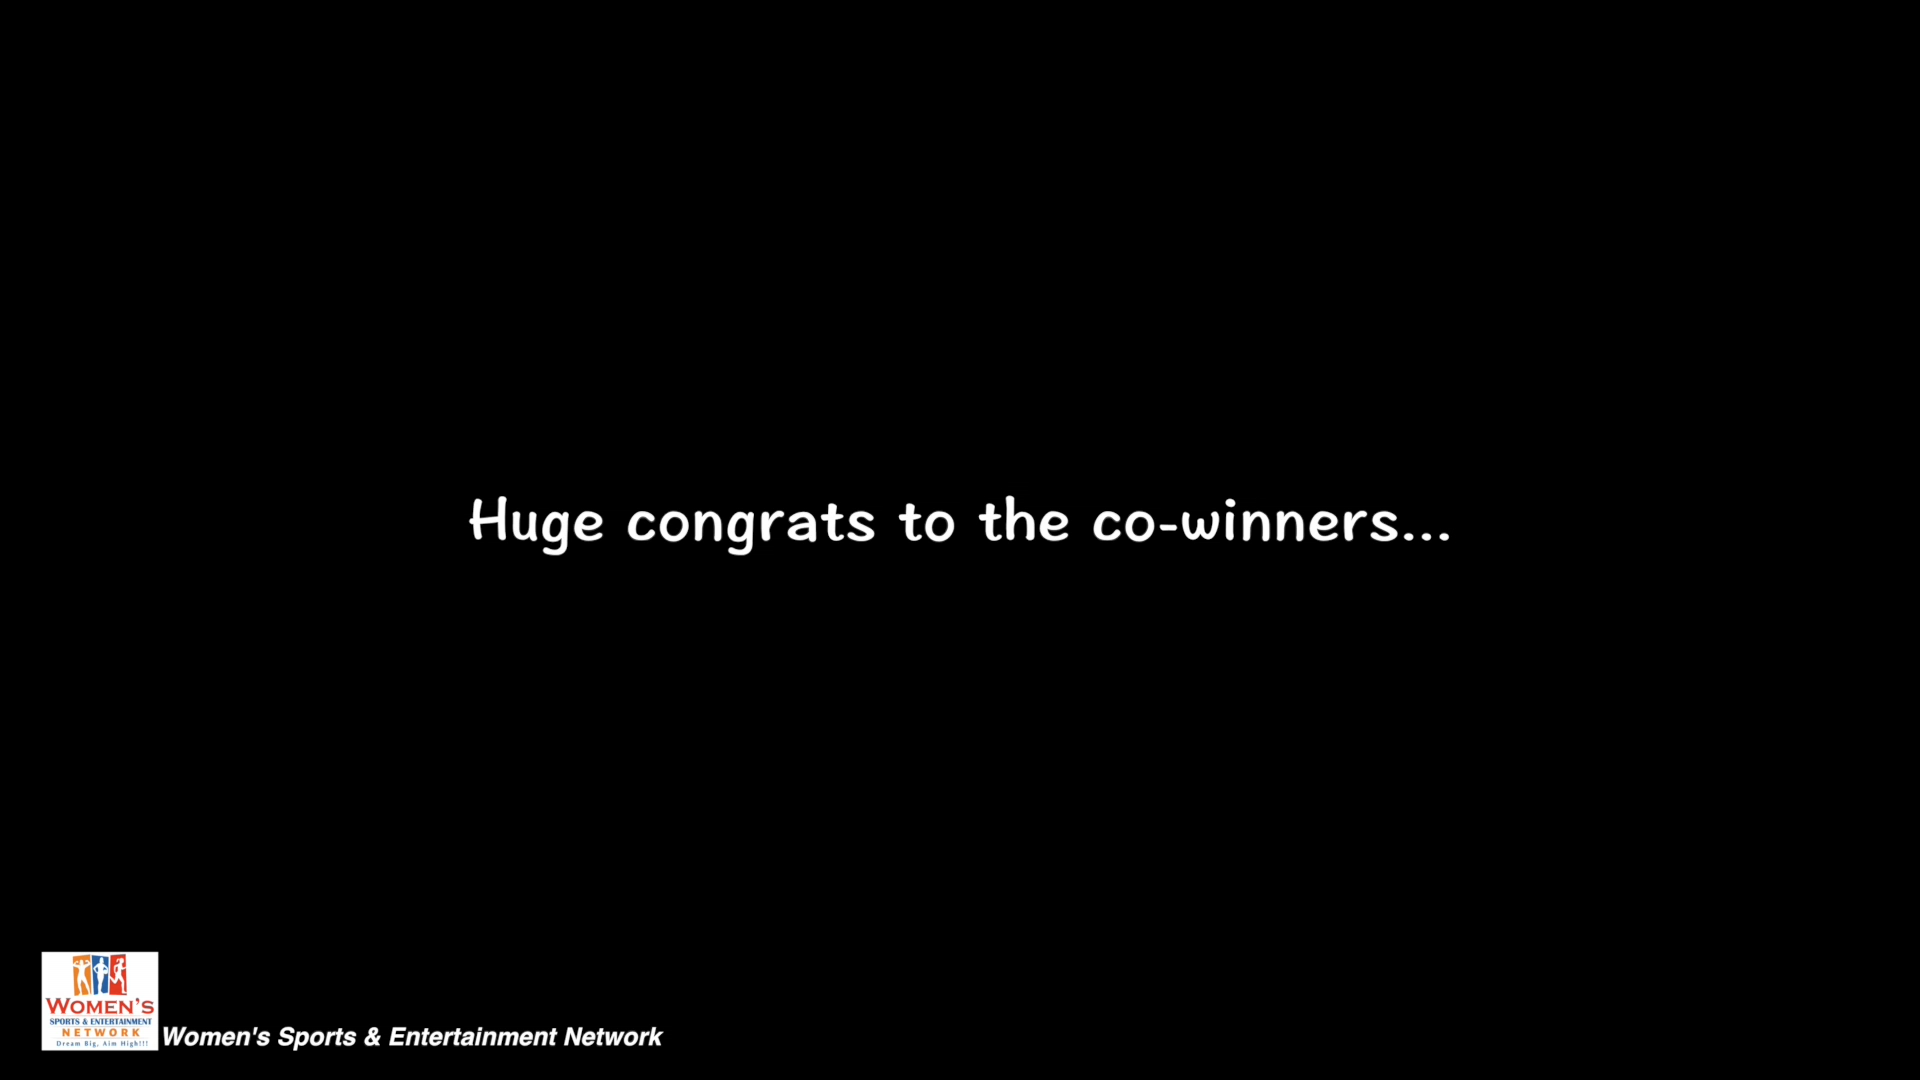 Huge congrats to the co-winners...
WOMEN'S
SPORTS & ENTERTAINMENT
NETWORK
Dream Big, Aim High!!!
Women's Sports & Entertainment Network